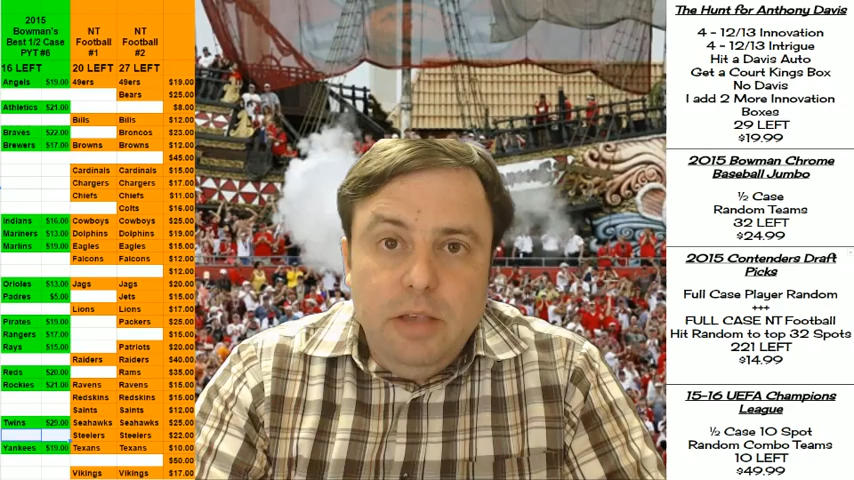 2015
Bowman's
Best 1/2 Case
PYT #6
NT
Football
#1
NT
Football
#2
16 LEFT 20 LEFT 27 LEFT
Angels $19.00 49ers 49ers $19.00
Bears $25.00
Athletics $21.00 $8.00
Bills Bills $12.00
Braves $22.00 Broncos $23.00
Brewers $17.00 Browns Browns $12.00
$45.00
Cardinals Cardinals $15.00
Chargers Chargers $17.00
Chiefs Chiefs $11.00
Colts $16.00
Indians $16.00 Cowboys Cowboys $25.00
Mariners $13.00 Dolphins Dolphins $19.00
Marlins $19.00 Eagles Eagles $15.00
Falcons Falcons $12.00
$12.00
Orioles $13.00 Jags Jags $20.00
Padres $5.00 Jets $15.00
Lions Lions $17.00
Pirates $19.00 Packers $25.00
Rangers $17.00 $15.00
Rays $15.00 Patriots $20.00
Raiders Raiders $40.00
Reds $20.00 Rams $35.00
Rockies $21.00 Ravens Ravens $15.00
Redskins Redskins $15.00
Saints Saints $12.00
Twins $29.00 Seahawks Seahawks $25.00
Steelers Steelers $22.00
Yankees $19.00 Texans Texans $10.00
$50.00
Vikings Vikings $17.00
The Hunt for Anthony Davis
4 - 12/13 Innovation
4 - 12/13 Intrigue
Hit a Davis Auto
Get a Court Kings Box
No Davis
I add 2 More Innovation
Boxes
29 LEFT
$19.99
2015 Bowman Chrome
Baseball Jumbo
½ Case
Random Teams
32 LEFT
$24.99
2015 Contenders Draft
Picks
Full Case Player Random
+++
FULL CASE NT Football
Hit Random to top 32 Spots
221 LEFT
$14.99
15-16 UEFA Champions
League
½ Case 10 Spot
Random Combo Teams
10 LEFT
$49.99